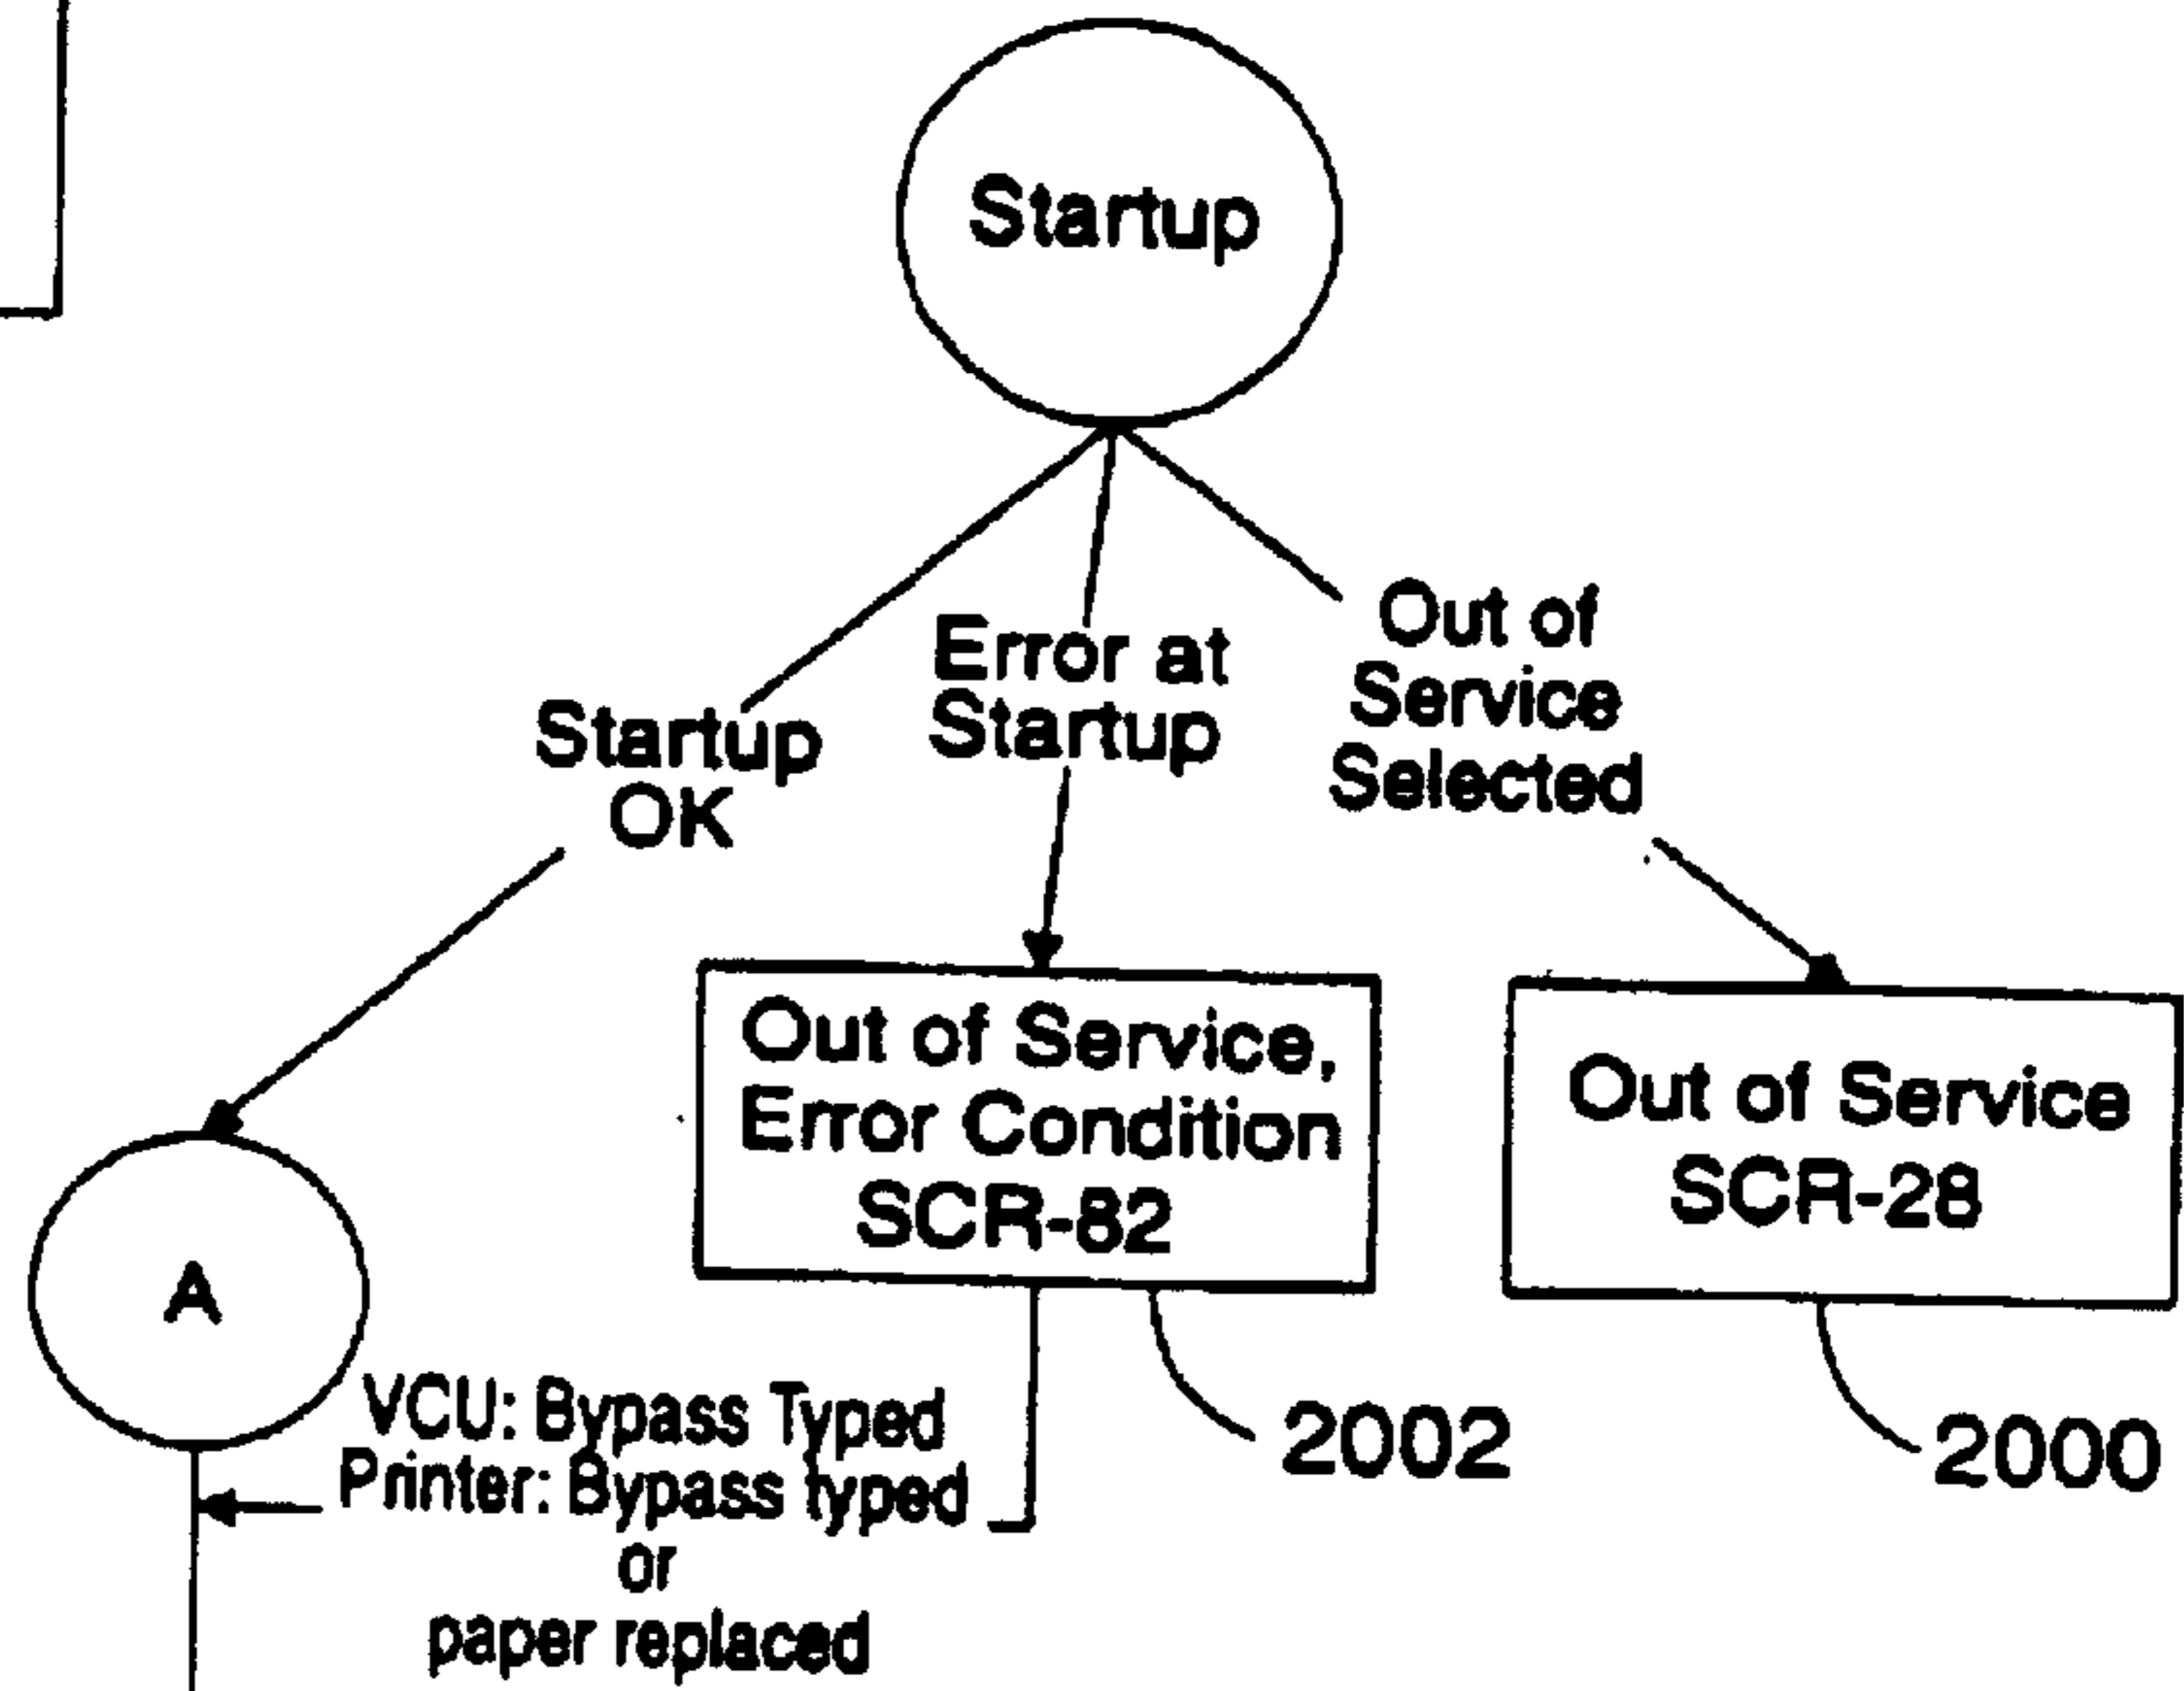 Startup
Startup
OK
Error at
Startup
Out of
Service
Selected
Out of Service,
Error Condition
SCR-82
Out of Service
SCR-28
A
VCU: Bypass Typed
Printer: Bypass typed
or
paper replaced
2002
2000